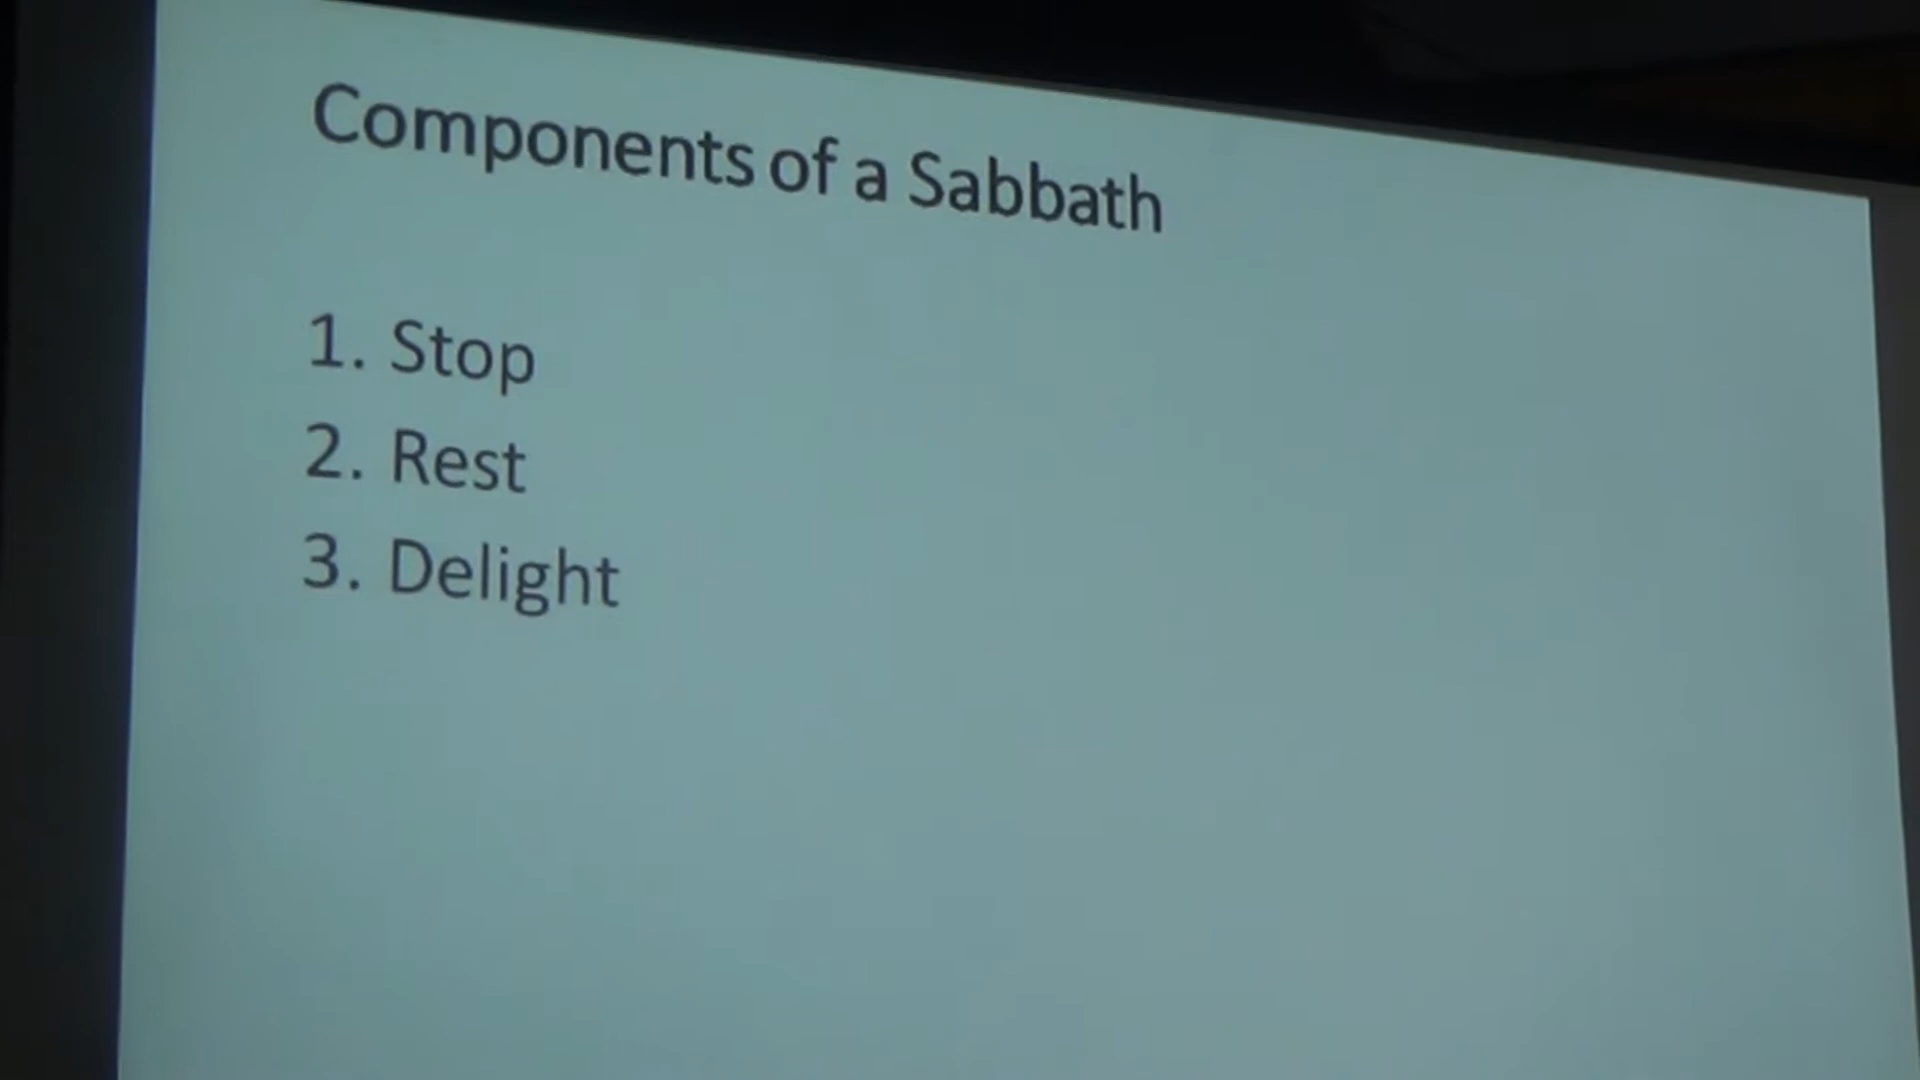 Components of a Sabbath
1. Stop
2. Rest
3. Delight